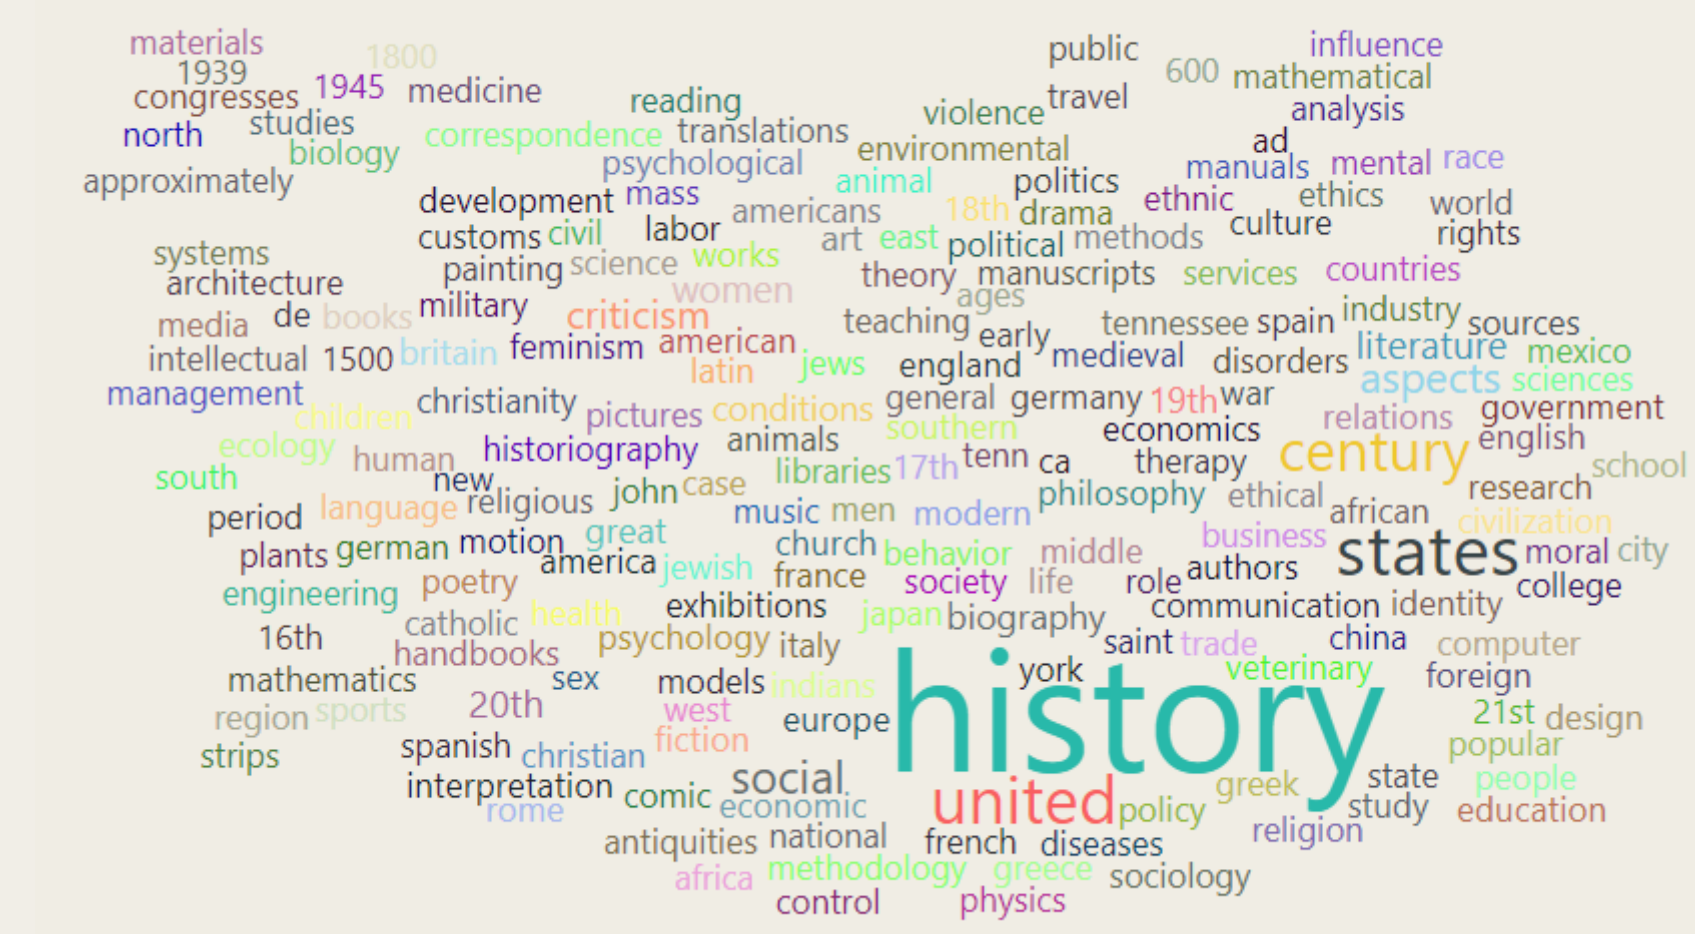 materials 1800 public influence
1939 1945 medicine 600 mathematical
congresses reading violence travel analysis
north studies correspondence translations environmental ad
biology psychological manuals mental race
approximately development mass animal politics ethnic ethics world
customs civil labor americans 18th drama culture rights
systems painting science works art east political methods
architecture women theory manuscripts services countries
media de books military criticism ages industry
intellectual 1500 britain feminism american teaching early tennessee spain sources
management latin jews england medieval disorders literature mexico
children christianity pictures conditions general germany 19th war aspects sciences
ecology human historiography animals southern economics relations government
south new libraries 17th tenn ca therapy century english school
period language religious john case philosophy ethical research
plants german motion great music men modern african civilization
america jewish church behavior middle business states moral city
engineering poetry france society life role authors college
16th catholic health exhibitions japan biography communication identity
handbooks psychology italy saint trade china computer
mathematics sex models indians history york veterinary foreign
region sports 20th west europe 21st design
strips spanish christian fiction popular
interpretation social greek state people
rome comic economic united policy study education
antiquities national french diseases religion
africa methodology greece sociology
control physics